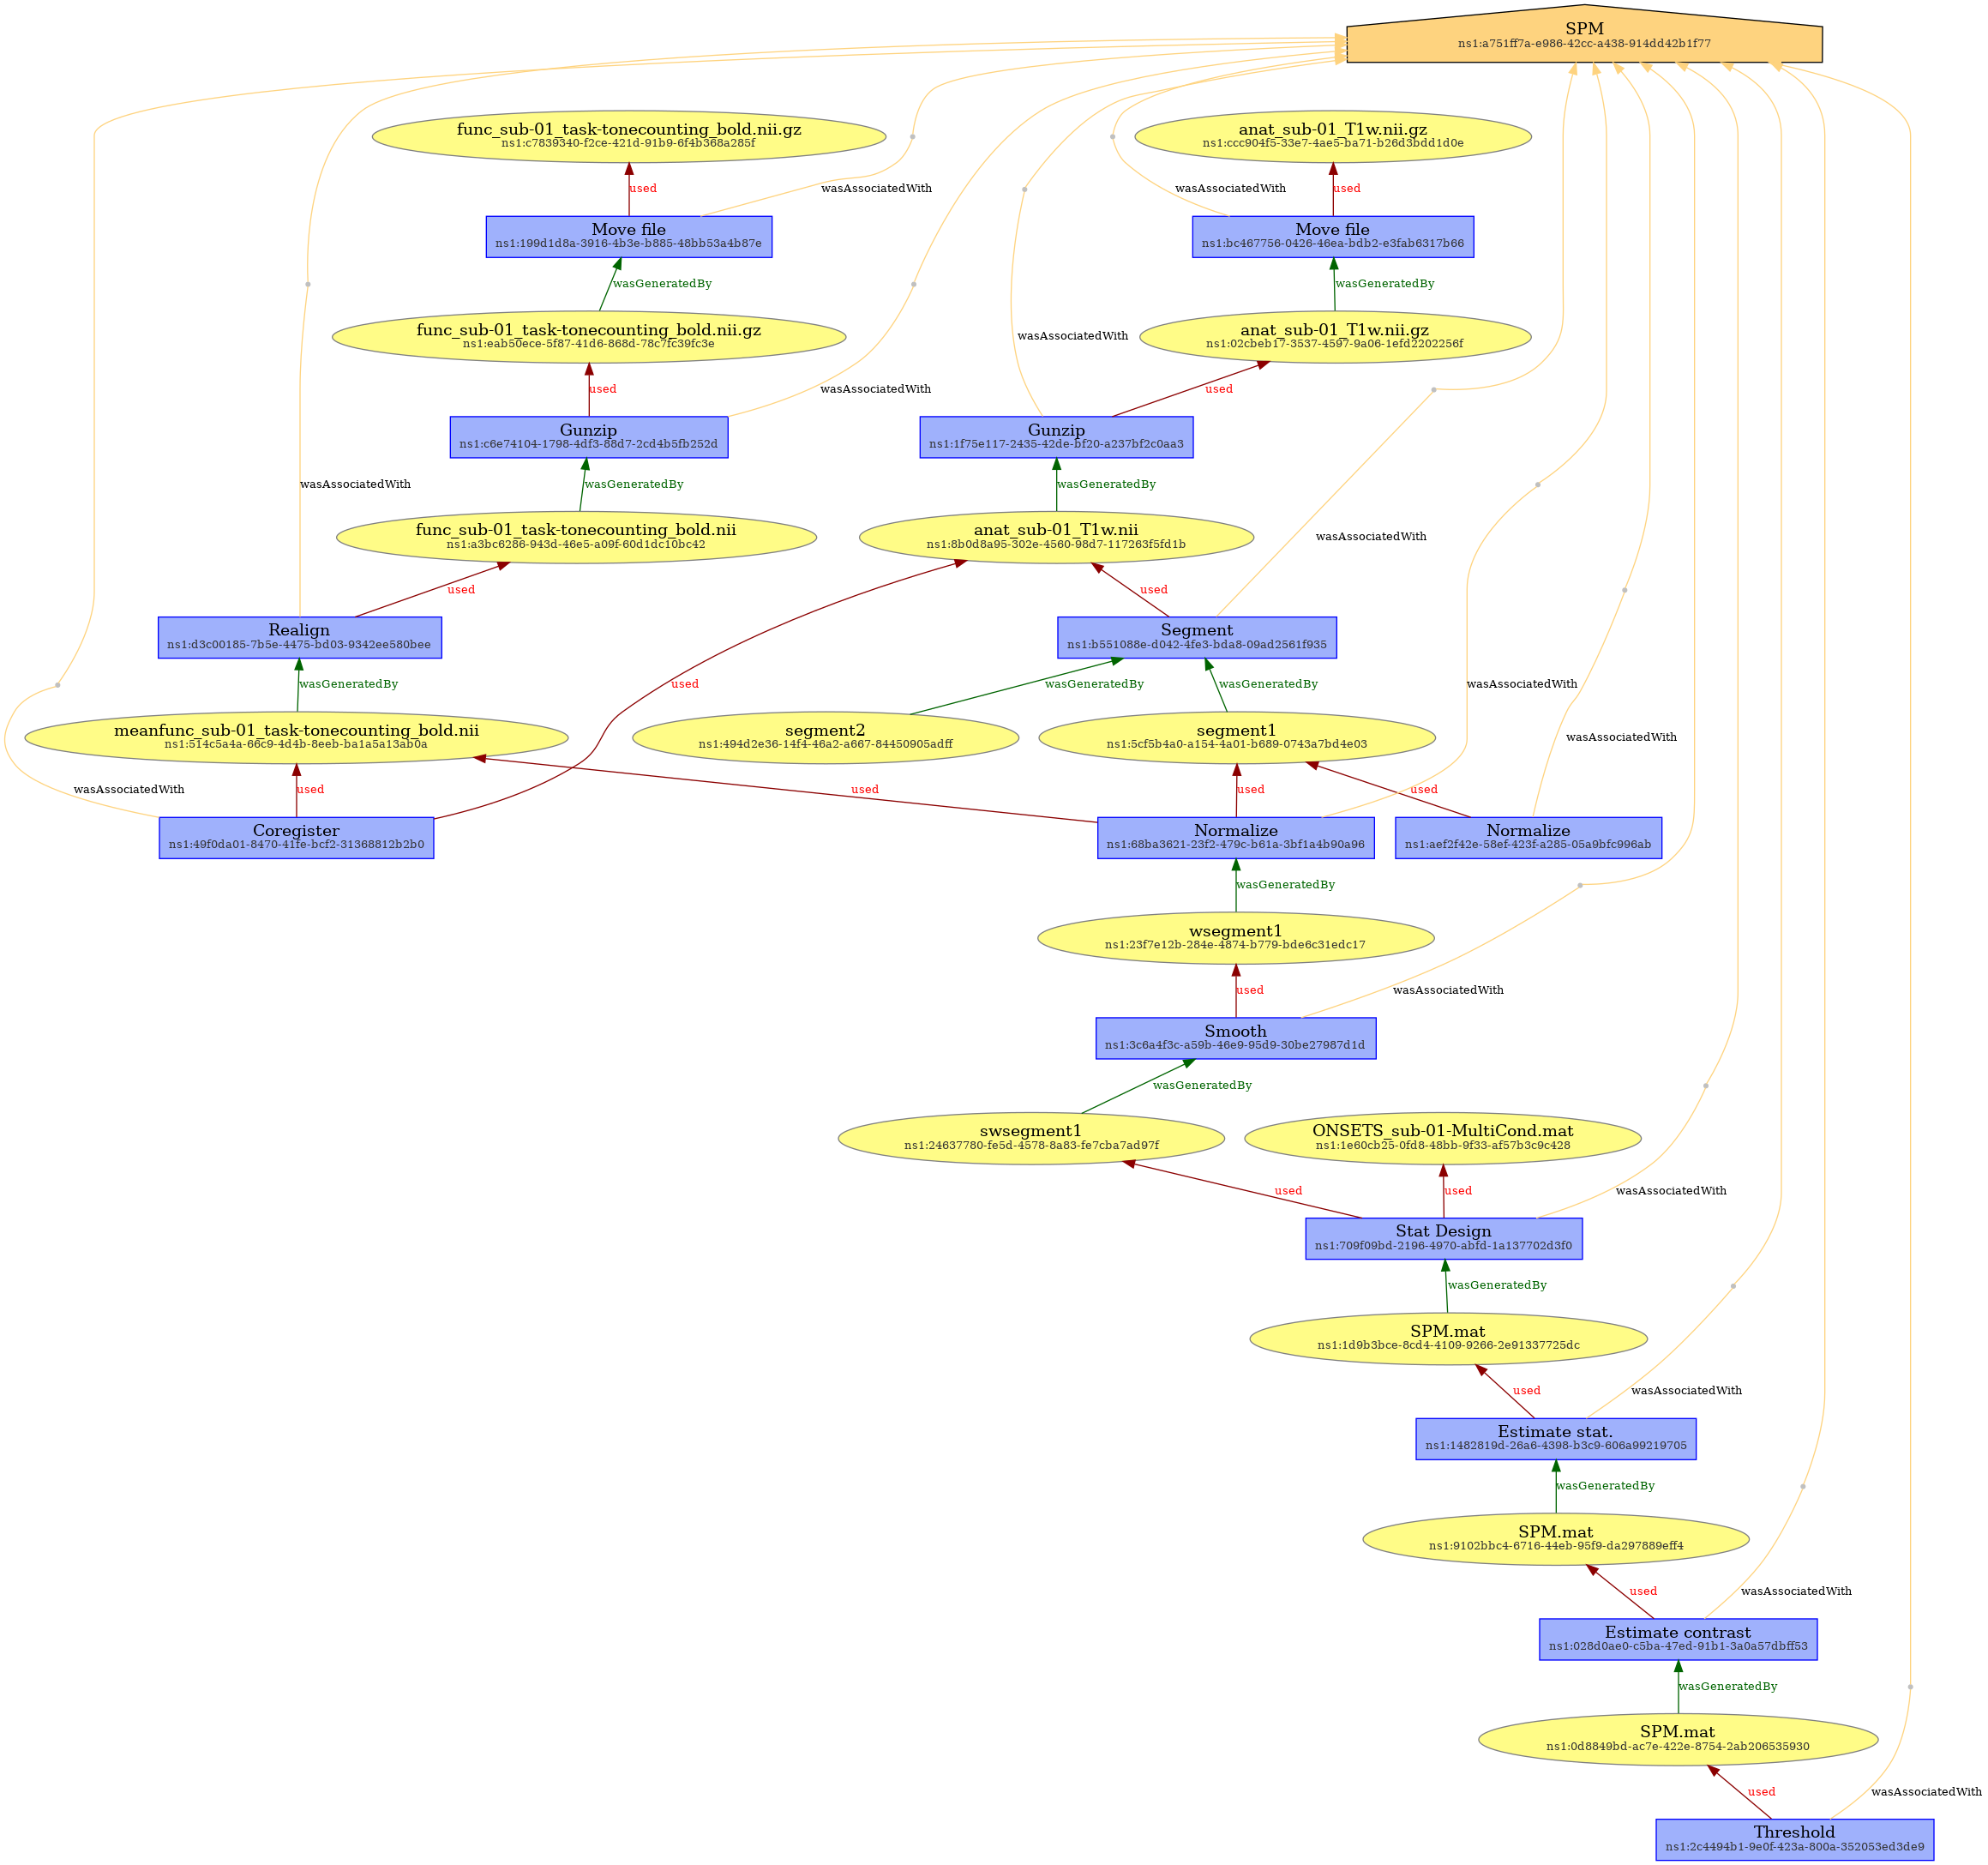 SPM
ns1:a751ff7a-e986-42cc-a438-914dd42b1f77
func_sub-01_task-tonecounting_bold.nii.gz
ns1:c7839340-f2ce-421d-91b9-6f4b368a285f
anat_sub-01_T1w.nii.gz
ns1:ccc904f5-33e7-4ae5-ba71-b26d3bdd1d0e
used
wasAssociatedWith
wasAssociatedWith
used
Move file
ns1:199d1d8a-3916-4b3e-b885-48bb53a4b87e
Move file
ns1:bc467756-0426-46ea-bdb2-e3fab6317b66
wasGeneratedBy
wasGeneratedBy
func_sub-01_task-tonecounting_bold.nii.gz
ns1:eab50ece-5f87-41d6-868d-78c7fc39fc3e
wasAssociatedWith
anat_sub-01_T1w.nii.gz
ns1:02cbeb17-3537-4597-9a06-1efd2202256f
used
wasAssociatedWith
used
Gunzip
ns1:c6e74104-1798-4df3-88d7-2cd4b5fb252d
Gunzip
ns1:1f75e117-2435-42de-bf20-a237bf2c0aa3
wasAssociatedWith
wasGeneratedBy
wasGeneratedBy
func_sub-01_task-tonecounting_bold.nii
ns1:a3bc6286-943d-46e5-a09f-60d1dc10bc42
anat_sub-01_T1w.nii
ns1:8b0d8a95-302e-4560-98d7-117263f5fd1b
wasAssociatedWith
used
used
Realign
ns1:d3c00185-7b5e-4475-bd03-9342ee580bee
Segment
ns1:b551088e-d042-4fe3-bda8-09ad2561f935
wasGeneratedBy
used
wasGeneratedBy
wasGeneratedBy
wasAssociatedWith
meanfunc_sub-01_task-tonecounting_bold.nii
ns1:514c5a4a-66c9-4d4b-8eeb-ba1a5a13ab0a
segment2
ns1:494d2e36-14f4-46a2-a667-84450905adff
segment1
ns1:5cf5b4a0-a154-4a01-b689-0743a7bd4e03
wasAssociatedWith
wasAssociatedWith
used
used
used
used
Coregister
ns1:49f0da01-8470-41fe-bcf2-31368812b2b0
Normalize
ns1:68ba3621-23f2-479c-b61a-3bf1a4b90a96
Normalize
ns1:aef2f42e-58ef-423f-a285-05a9bfc996ab
wasGeneratedBy
wsegment1
ns1:23f7e12b-284e-4874-b779-bde6c31edc17
used
wasAssociatedWith
Smooth
ns1:3c6a4f3c-a59b-46e9-95d9-30be27987d1d
wasGeneratedBy
swsegment1
ns1:24637780-fe5d-4578-8a83-fe7cba7ad97f
ONSETS_sub-01-MultiCond.mat
ns1:1e60cb25-0fd8-48bb-9f33-af57b3c9c428
used
used
wasAssociatedWith
Stat Design
ns1:709f09bd-2196-4970-abfd-1a137702d3f0
wasGeneratedBy
SPM.mat
ns1:1d9b3bce-8cd4-4109-9266-2e91337725dc
used
wasAssociatedWith
Estimate stat.
ns1:1482819d-26a6-4398-b3c9-606a99219705
wasGeneratedBy
SPM.mat
ns1:9102bbc4-6716-44eb-95f9-da297889eff4
used
wasAssociatedWith
Estimate contrast
ns1:028d0ae0-c5ba-47ed-91b1-3a0a57dbff53
wasGeneratedBy
SPM.mat
ns1:0d8849bd-ac7e-422e-8754-2ab206535930
used
wasAssociatedWith
Threshold
ns1:2c4494b1-9e0f-423a-800a-352053ed3de9